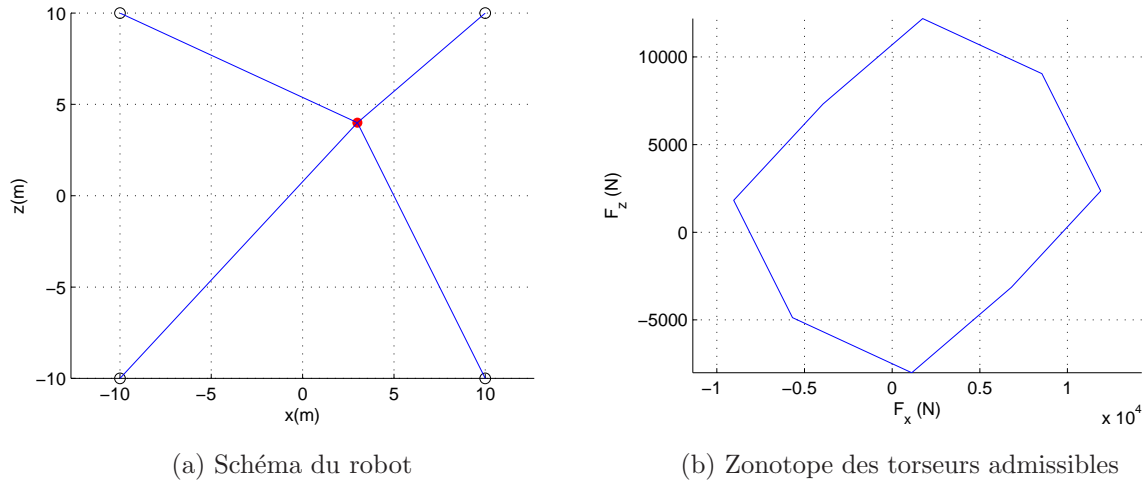 10
5
0
−5
−10
z(m)
−10 −5 0 5 10
x(m)
10000
5000
0
−5000
F_z (N)
−1 −0.5 0 0.5 1
x 10^4
F_x (N)
(a) Schéma du robot
(b) Zonotope des torseurs admissibles